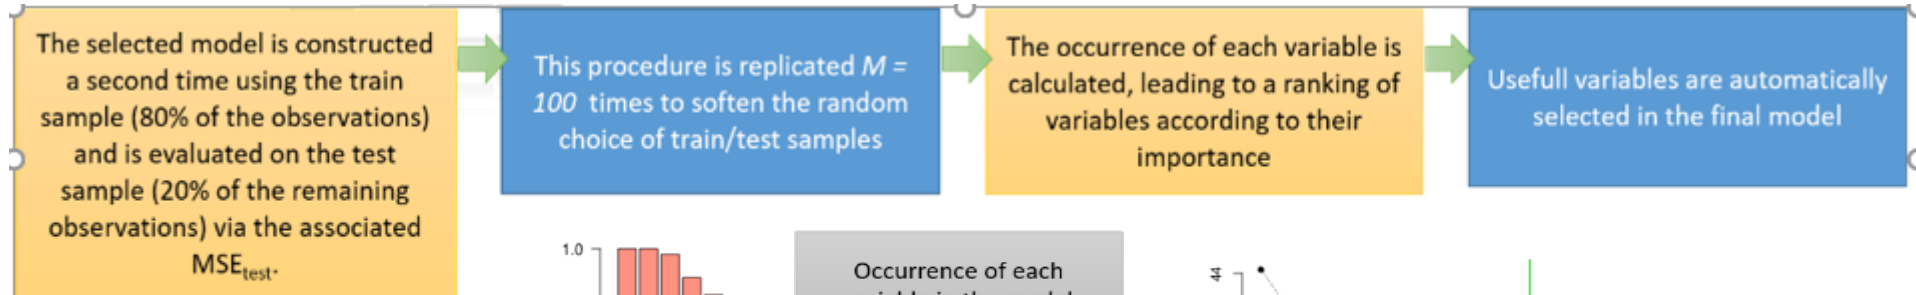 The selected model is constructed
a second time using the train
sample (80% of the observations)
and is evaluated on the test
sample (20% of the remaining
observations) via the associated
MSEtest.
This procedure is replicated M =
100 times to soften the random
choice of train/test samples
The occurrence of each variable is
calculated, leading to a ranking of
variables according to their
importance
Usefull variables are automatically
selected in the final model
1.0
Occurrence of each
44